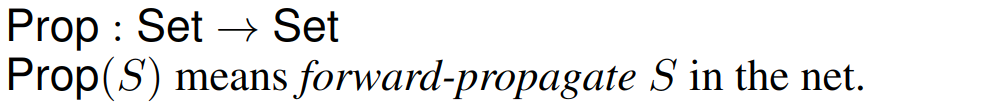 Prop : Set → Set
Prop(S) means forward-propagate S in the net.